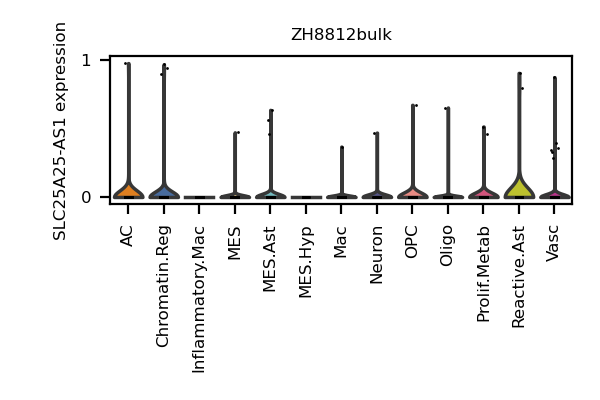 ZH8812bulk
SLC25A25-AS1 expression
1
0
AC
Chromatin.Reg
Inflammatory.Mac
MES
MES.Ast
MES.Hyp
Mac
Neuron
OPC
Oligo
Prolif.Metab
Reactive.Ast
Vasc